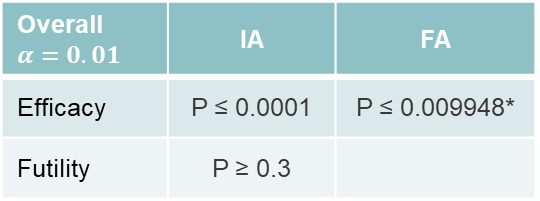 Overall IA FA
α = 0.01
Efficacy P ≤ 0.0001 P ≤ 0.009948*
Futility P ≥ 0.3